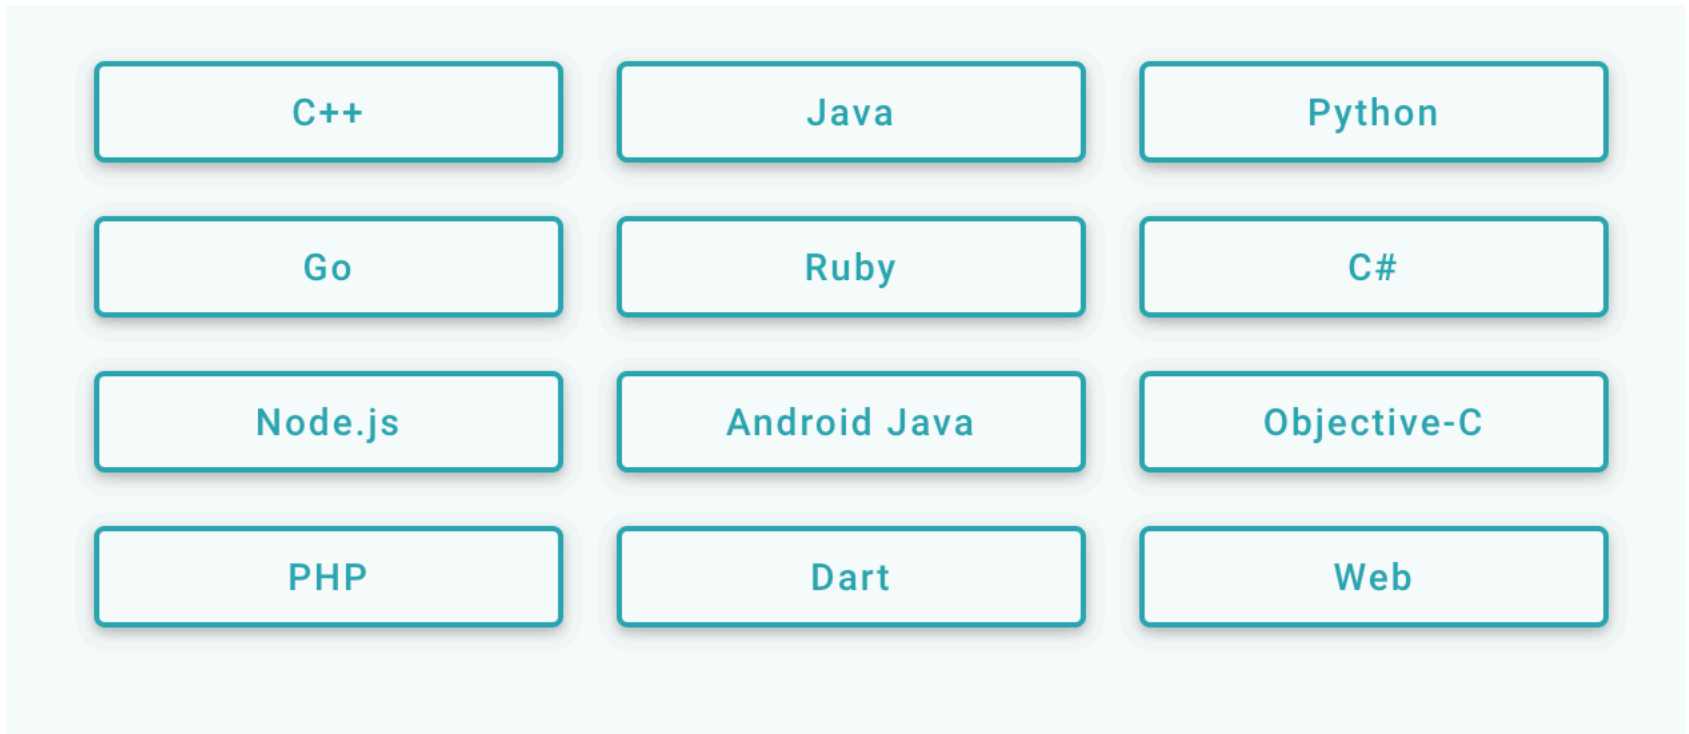 C++
Java
Python
Go
Ruby
C#
Node.js
Android Java
Objective-C
PHP
Dart
Web